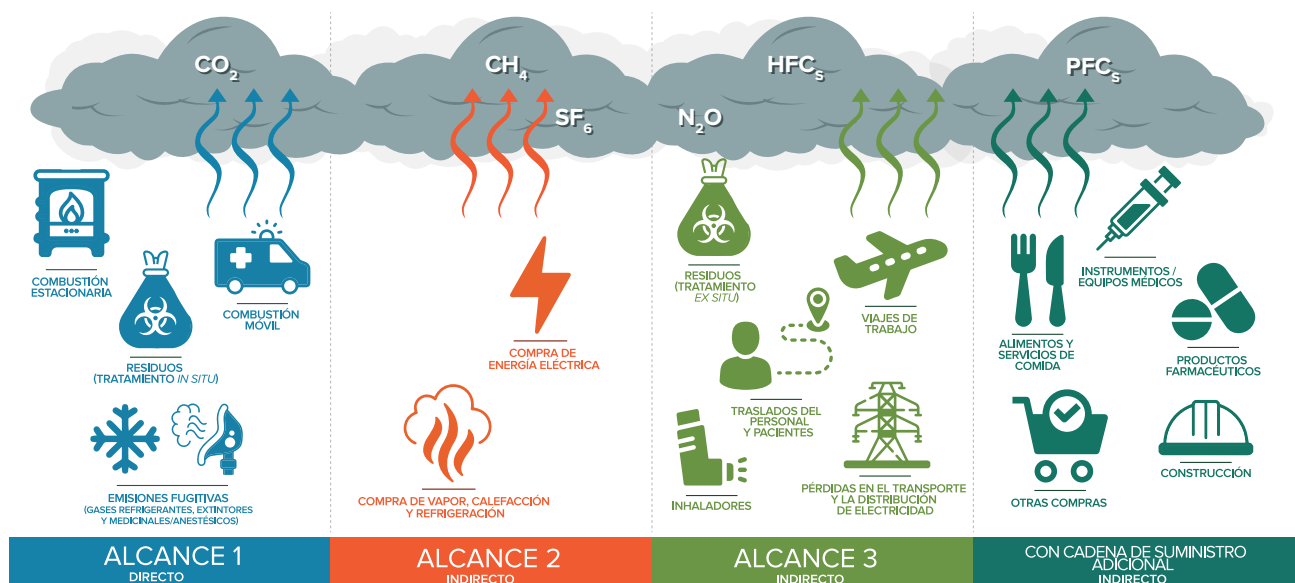 CO₂
CH₄
SF₆
HFCs
N₂O
PFCs
COMBUSTIÓN
ESTACIONARIA
COMBUSTIÓN
MÓVIL
RESIDUOS
(TRATAMIENTO IN SITU)
EMISIONES FUGITIVAS
(GASES REFRIGERANTES, EXTINTORES
Y MEDICINALES/ANESTÉSICOS)
ALCANCE 1
DIRECTO
COMPRA DE
ENERGÍA ELÉCTRICA
COMPRA DE VAPOR, CALEFACCIÓN
Y REFRIGERACIÓN
ALCANCE 2
INDIRECTO
RESIDUOS
(TRATAMIENTO
EX SITU)
VIAJES DE
TRABAJO
TRASLADOS DEL
PERSONAL
Y PACIENTES
INHALADORES
PÉRDIDAS EN EL TRANSPORTE
Y LA DISTRIBUCIÓN
DE ELECTRICIDAD
ALCANCE 3
INDIRECTO
INSTRUMENTOS /
EQUIPOS MÉDICOS
ALIMENTOS Y
SERVICIOS DE
COMIDA
PRODUCTOS
FARMACÉUTICOS
OTRAS COMPRAS
CONSTRUCCIÓN
CON CADENA DE SUMINISTRO
ADICIONAL
INDIRECTO